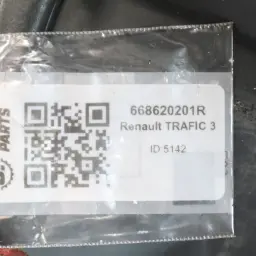 PARTS
668620201R
Renault TRAFIC 3
ID 5142